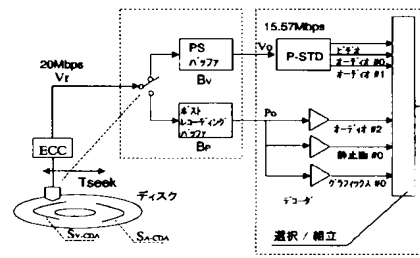 20Mbps
Vr
ECC
Tseek
ディスク
SV-CDA
SA-CDA
PS
バッファ
BV
ポスト
レコーディング
バッファ
BP
15.57Mbps
Vo
P-STD
ビデオ
オーディオ #0
オーディオ #1
Po
オーディオ #2
静止画 #0
グラフィックス #0
デコーダ
選択/組立